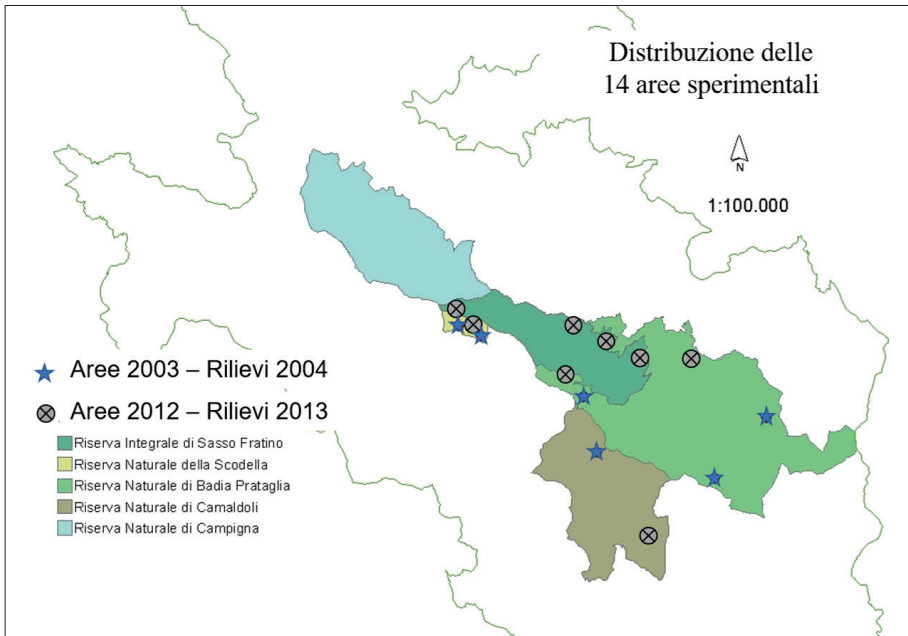 Distribuzione delle
14 aree sperimentali
N
1:100.000
Aree 2003 – Rilievi 2004
Aree 2012 – Rilievi 2013
Riserva Integrale di Sasso Fratino
Riserva Naturale della Scodella
Riserva Naturale di Badia Prataglia
Riserva Naturale di Camaldoli
Riserva Naturale di Campigna